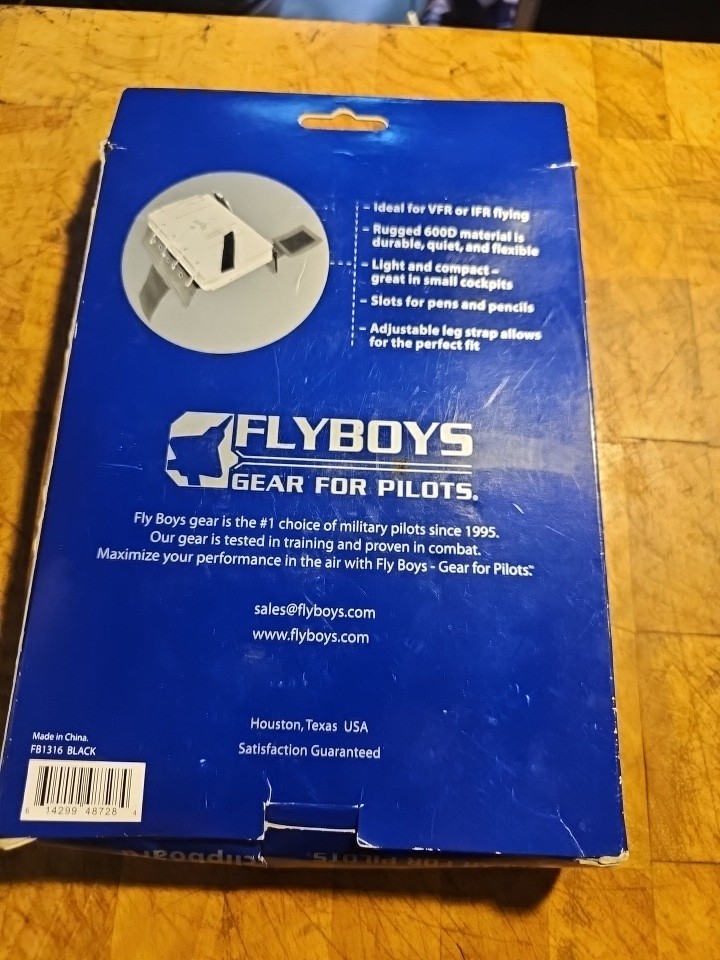 - Ideal for VFR or IFR flying
- Rugged 600D material is
durable, quiet, and flexible
- Light and compact –
great in small cockpits
- Slots for pens and pencils
- Adjustable leg strap allows
for the perfect fit
FLYBOYS
GEAR FOR PILOTS.
Fly Boys gear is the #1 choice of military pilots since 1995.
Our gear is tested in training and proven in combat.
Maximize your performance in the air with Fly Boys - Gear for Pilots.™
sales@flyboys.com
www.flyboys.com
Houston, Texas USA
Satisfaction Guaranteed
Made in China.
FB1316 BLACK
6 14299 48728 4
clipboard
FOR PILOTS.